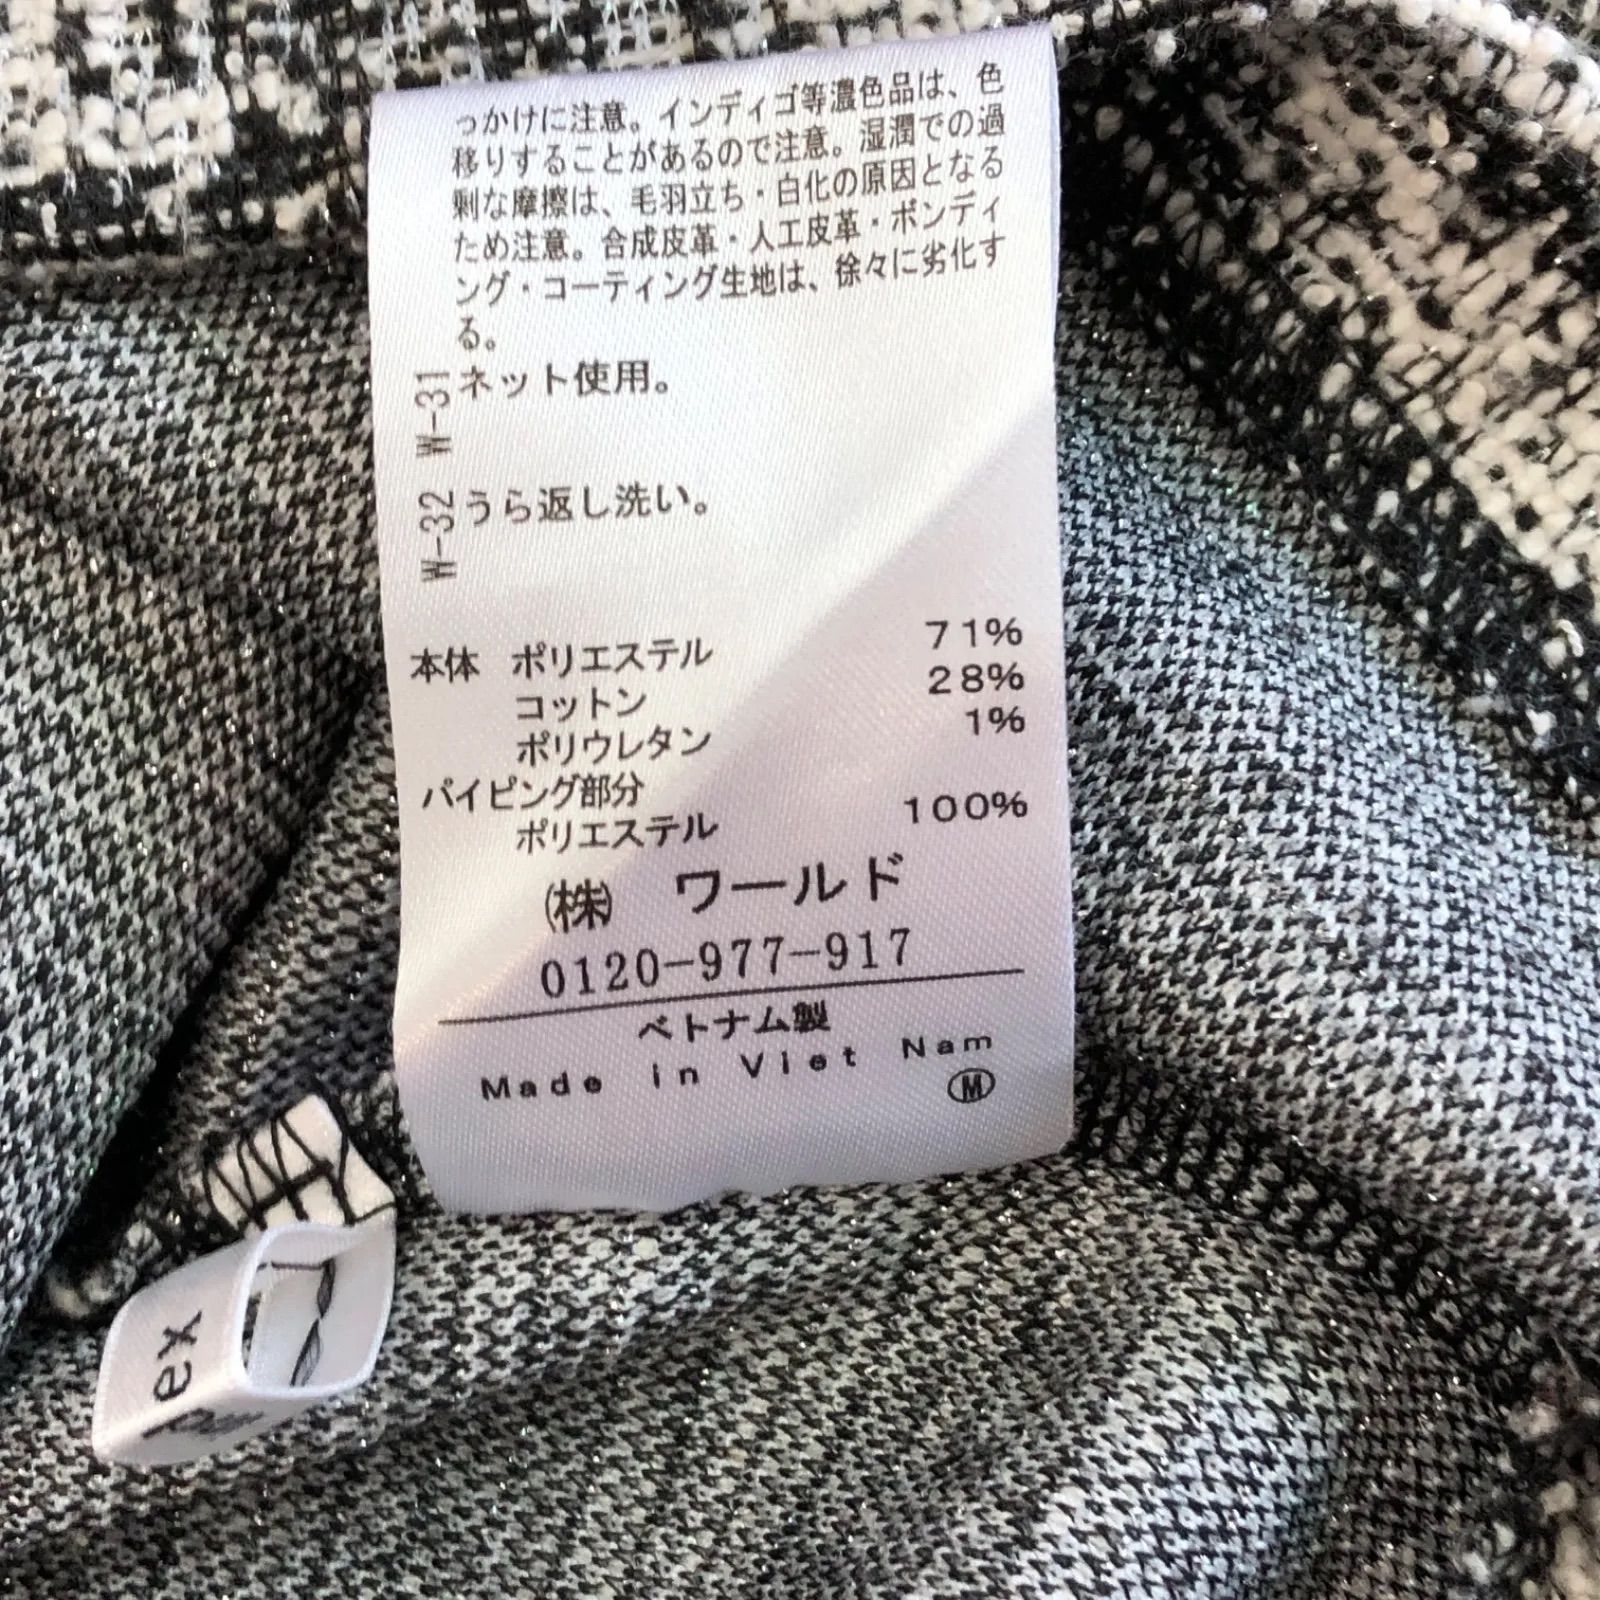 っかけに注意。インディゴ等濃色品は、色
移りすることがあるので注意。湿潤での過
剰な摩擦は、毛羽立ち・白化の原因となる
ため注意。合成皮革・人工皮革・ボンディ
ング・コーティング生地は、徐々に劣化す
る。
W-31 ネット使用。
W-32 うら返し洗い。
本体 ポリエステル 71%
コットン 28%
ポリウレタン 1%
パイピング部分
ポリエステル 100%
㈱ ワールド
0120-977-917
ベトナム製
Made in Viet Nam
Ⓜ
ex